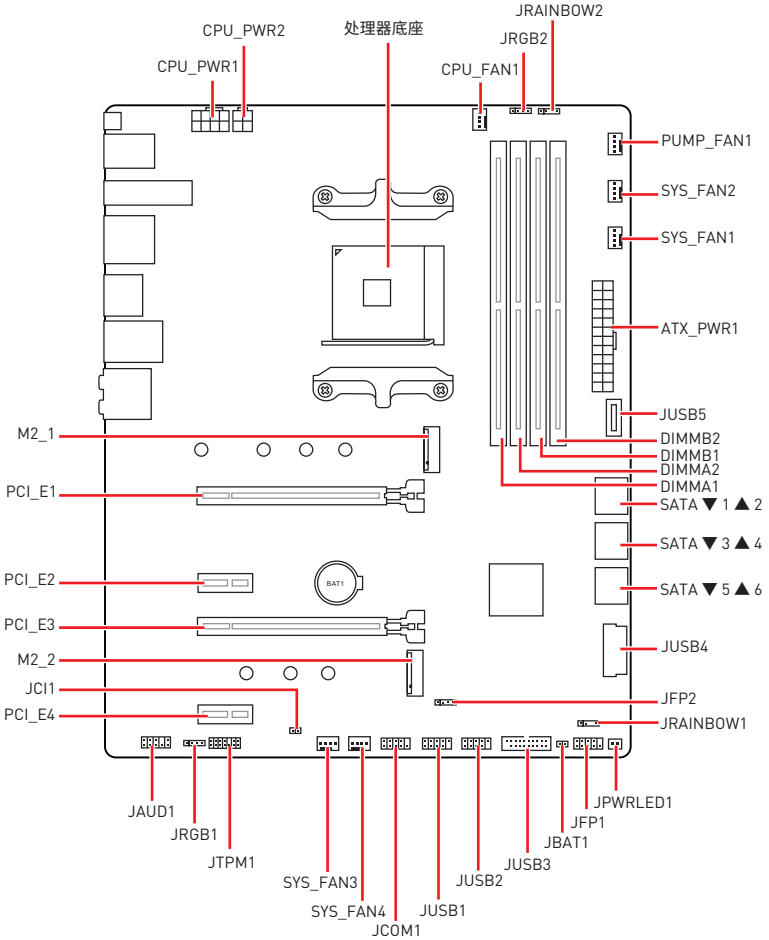 JRAINBOW2
CPU_PWR2
处理器底座
JRGB2
CPU_PWR1
CPU_FAN1
PUMP_FAN1
SYS_FAN2
SYS_FAN1
ATX_PWR1
JUSB5
M2_1
DIMMB2
DIMMB1
DIMMA2
DIMMA1
PCI_E1
SATA ▼ 1 ▲ 2
SATA ▼ 3 ▲ 4
PCI_E2
BAT1
SATA ▼ 5 ▲ 6
PCI_E3
JUSB4
M2_2
JCI1
JFP2
PCI_E4
JRAINBOW1
JPWRLED1
JAUD1
JFP1
JRGB1
JBAT1
JTPM1
JUSB3
SYS_FAN3
JUSB2
SYS_FAN4
JUSB1
JCOM1